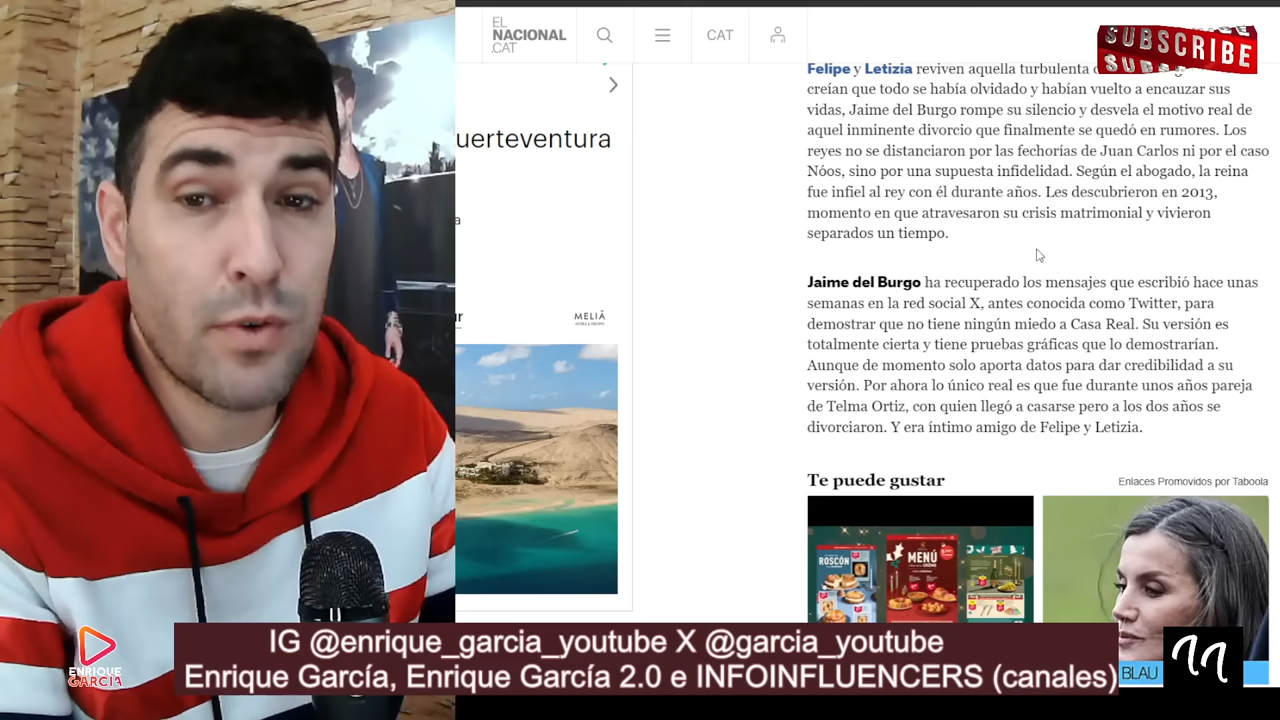 EL
NACIONAL
.CAT
CAT
SUBSCRIBE
uerteventura
MELIÃ
Felipe y Letizia reviven aquella turbulenta
creían que todo se había olvidado y habían vuelto a encauzar sus
vidas, Jaime del Burgo rompe su silencio y desvela el motivo real de
aquel inminente divorcio que finalmente se quedó en rumores. Los
reyes no se distanciaron por las fechorías de Juan Carlos ni por el caso
Nóos, sino por una supuesta infidelidad. Según el abogado, la reina
fue infiel al rey con él durante años. Les descubrieron en 2013,
momento en que atravesaron su crisis matrimonial y vivieron
separados un tiempo.
Jaime del Burgo ha recuperado los mensajes que escribió hace unas
semanas en la red social X, antes conocida como Twitter, para
demostrar que no tiene ningún miedo a Casa Real. Su versión es
totalmente cierta y tiene pruebas gráficas que lo demostrarían.
Aunque de momento solo aporta datos para dar credibilidad a su
versión. Por ahora lo único real es que fue durante unos años pareja
de Telma Ortiz, con quien llegó a casarse pero a los dos años se
divorciaron. Y era íntimo amigo de Felipe y Letizia.
Te puede gustar
Enlaces Promovidos por Taboola
ROSCÓN
MENÚ
BLAU
IG @enrique_garcia_youtube X @garcia_youtube
Enrique García, Enrique García 2.0 e INFOINFLUENCERS (canales)
ENRIQUE
GARCÍA